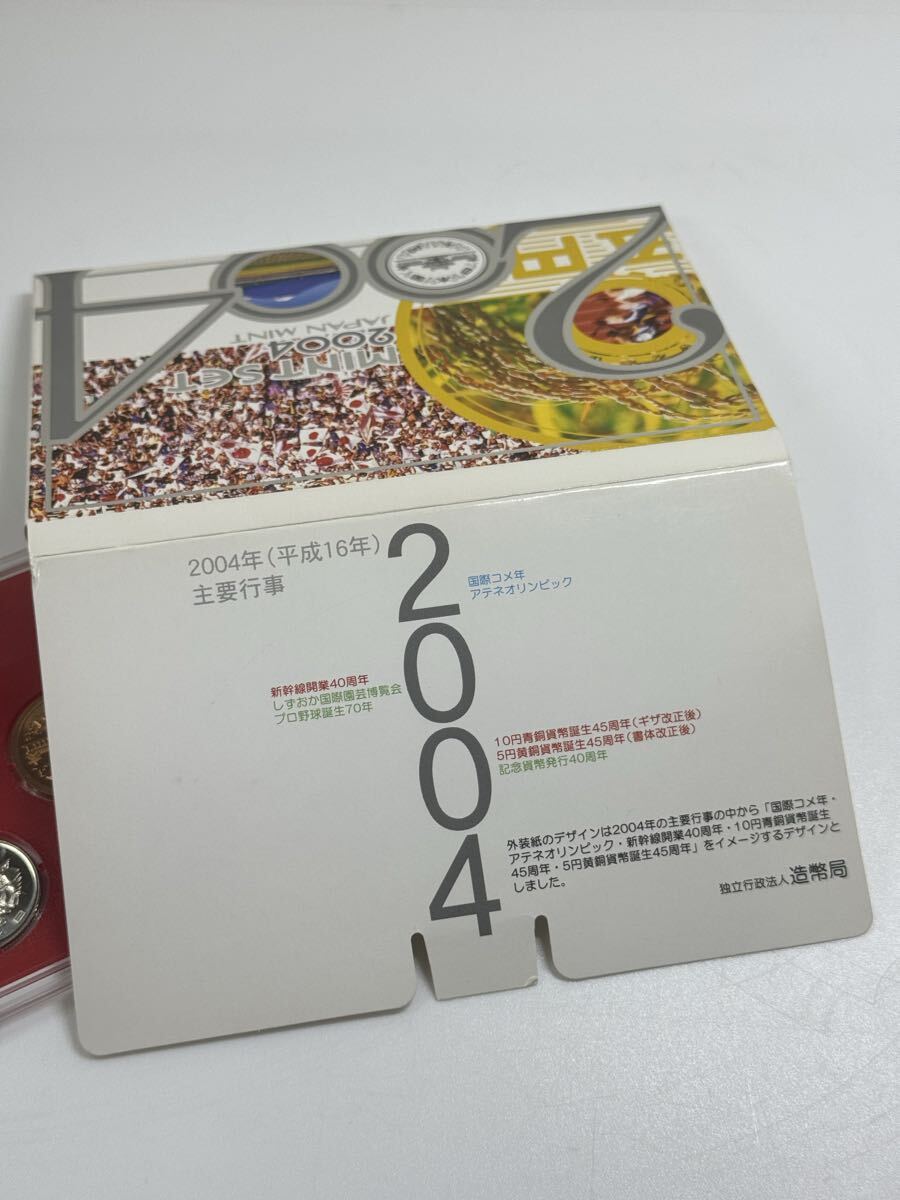 MINT SET
2004 /
JAPAN MINT
2004
2004年(平成16年)
主要行事
2004
国際コメ年
アテネオリンピック
新幹線開業40周年
しずおか国際園芸博覧会
プロ野球誕生70年
10円青銅貨幣誕生45周年(ギザ改正後)
5円黄銅貨幣誕生45周年(書体改正後)
記念貨幣発行40周年
外装紙のデザインは2004年の主要行事の中から「国際コメ年・
アテネオリンピック・新幹線開業40周年・10円青銅貨幣誕生
45周年・5円黄銅貨幣誕生45周年」をイメージするデザインと
しました。
独立行政法人 造幣局